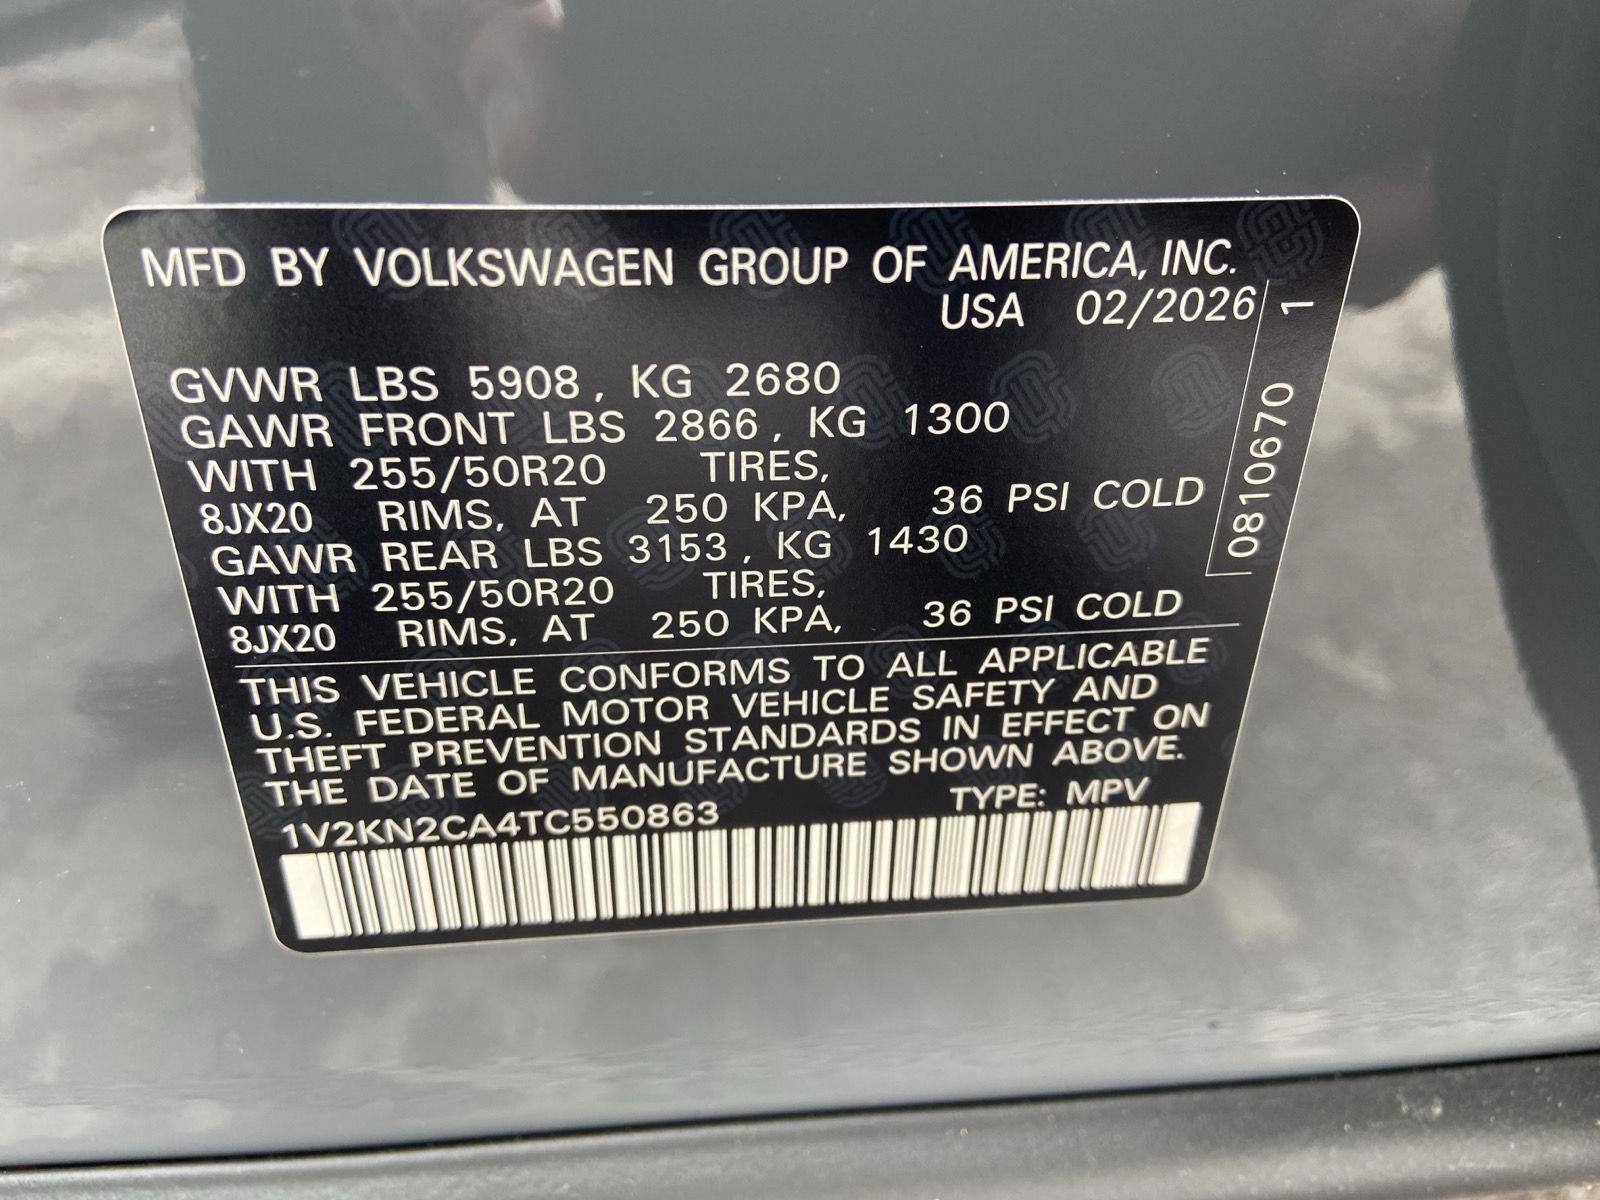 MFD BY VOLKSWAGEN GROUP OF AMERICA, INC.
USA 02/2026
GVWR LBS 5908, KG 2680
GAWR FRONT LBS 2866, KG 1300
WITH 255/50R20 TIRES,
8JX20 RIMS, AT 250 KPA, 36 PSI COLD
GAWR REAR LBS 3153, KG 1430
WITH 255/50R20 TIRES,
8JX20 RIMS, AT 250 KPA, 36 PSI COLD
0810670 1
THIS VEHICLE CONFORMS TO ALL APPLICABLE
U.S. FEDERAL MOTOR VEHICLE SAFETY AND
THEFT PREVENTION STANDARDS IN EFFECT ON
THE DATE OF MANUFACTURE SHOWN ABOVE.
1V2KN2CA4TC550863 TYPE: MPV